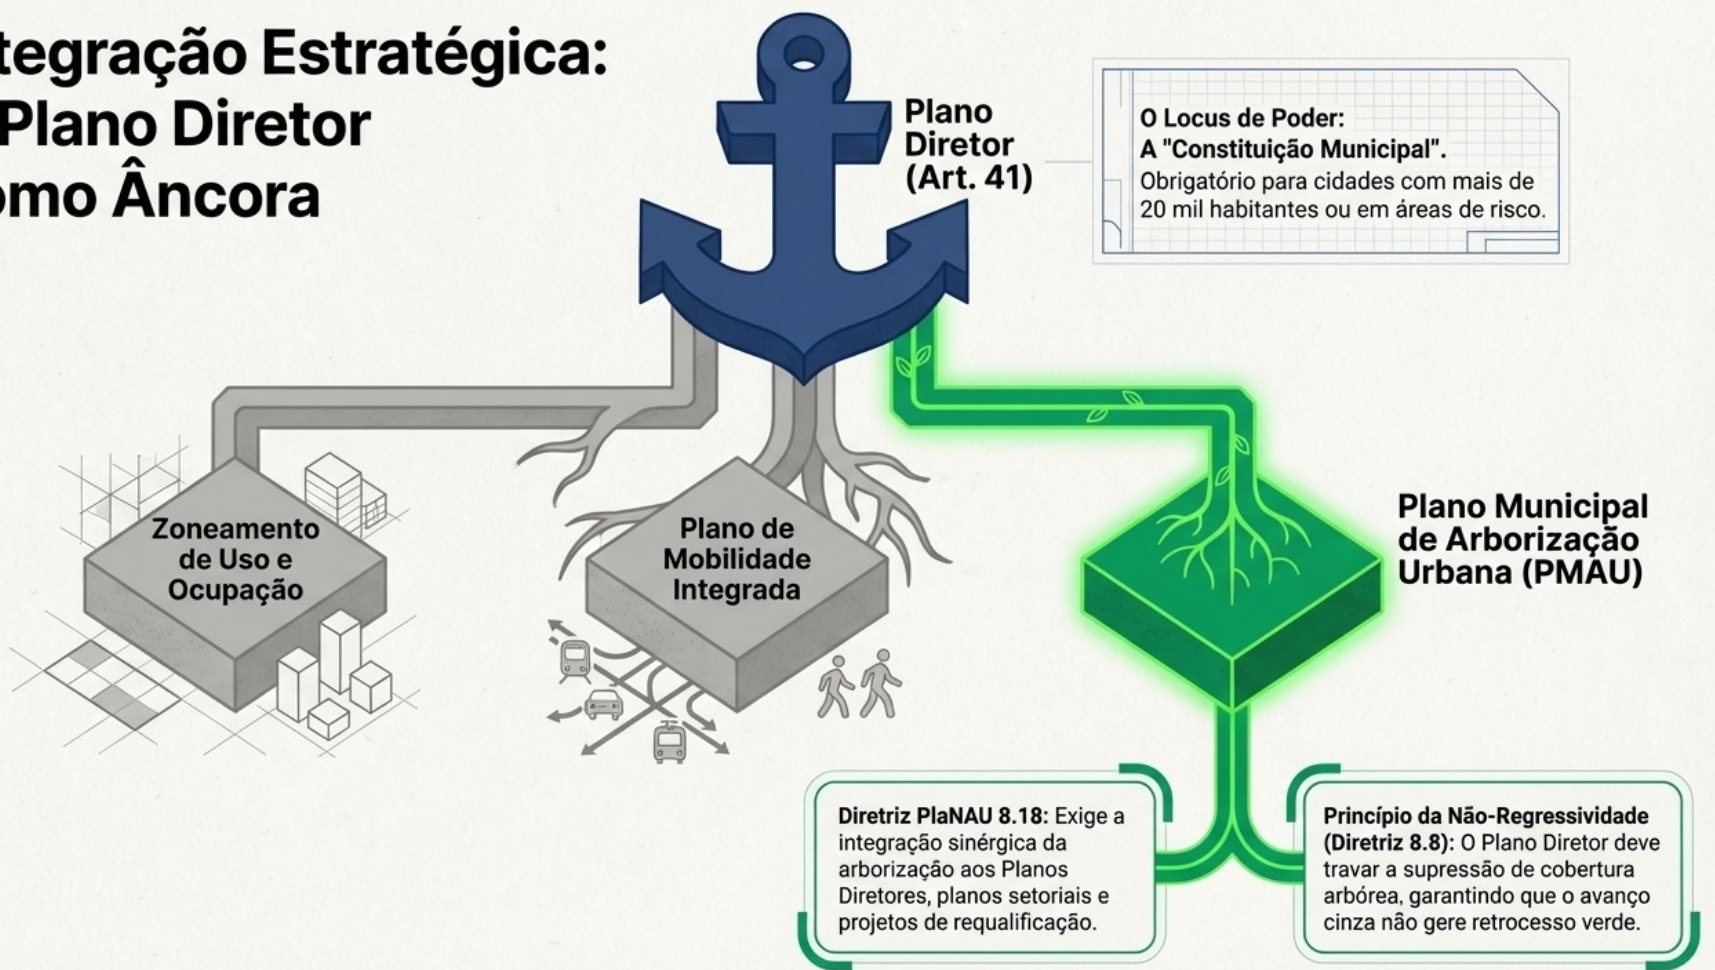 tegração Estratégica:
Plano Diretor
omo Âncora
Plano
Diretor
(Art. 41)
O Locus de Poder:
A "Constituição Municipal".
Obrigatório para cidades com mais de
20 mil habitantes ou em áreas de risco.
Zoneamento
de Uso e
Ocupação
Plano de
Mobilidade
Integrada
Plano Municipal
de Arborização
Urbana (PMAU)
Diretriz PlaNAU 8.18: Exige a
integração sinérgica da
arborização aos Planos
Diretores, planos setoriais e
projetos de requalificação.
Princípio da Não-Regressividade
(Diretriz 8.8): O Plano Diretor deve
travar a supressão de cobertura
arbórea, garantindo que o avanço
cinza não gere retrocesso verde.